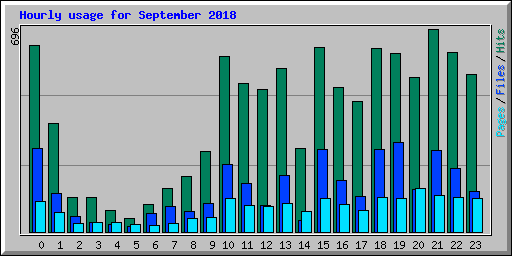 Hourly usage for September 2018
696
Pages/Files/Hits
0 1 2 3 4 5 6 7 8 9 10 11 12 13 14 15 16 17 18 19 20 21 22 23